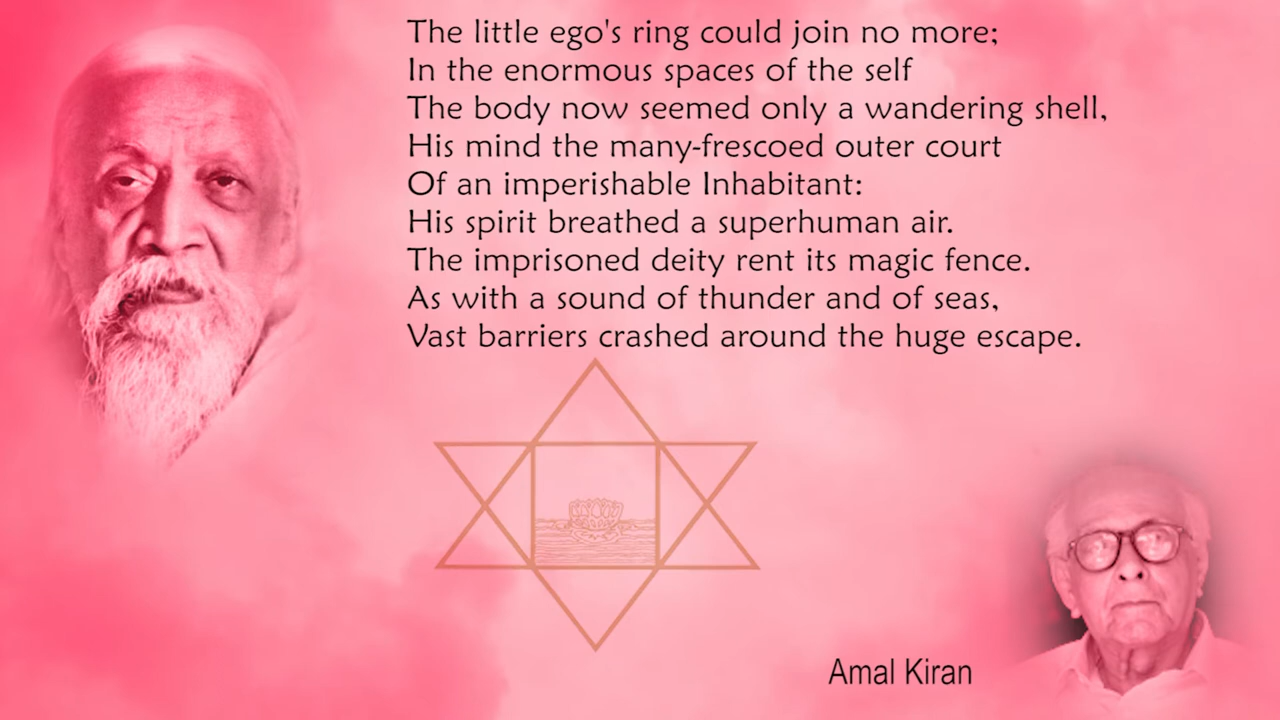 The little ego's ring could join no more;
In the enormous spaces of the self
The body now seemed only a wandering shell,
His mind the many-frescoed outer court
Of an imperishable Inhabitant:
His spirit breathed a superhuman air.
The imprisoned deity rent its magic fence.
As with a sound of thunder and of seas,
Vast barriers crashed around the huge escape.
Amal Kiran